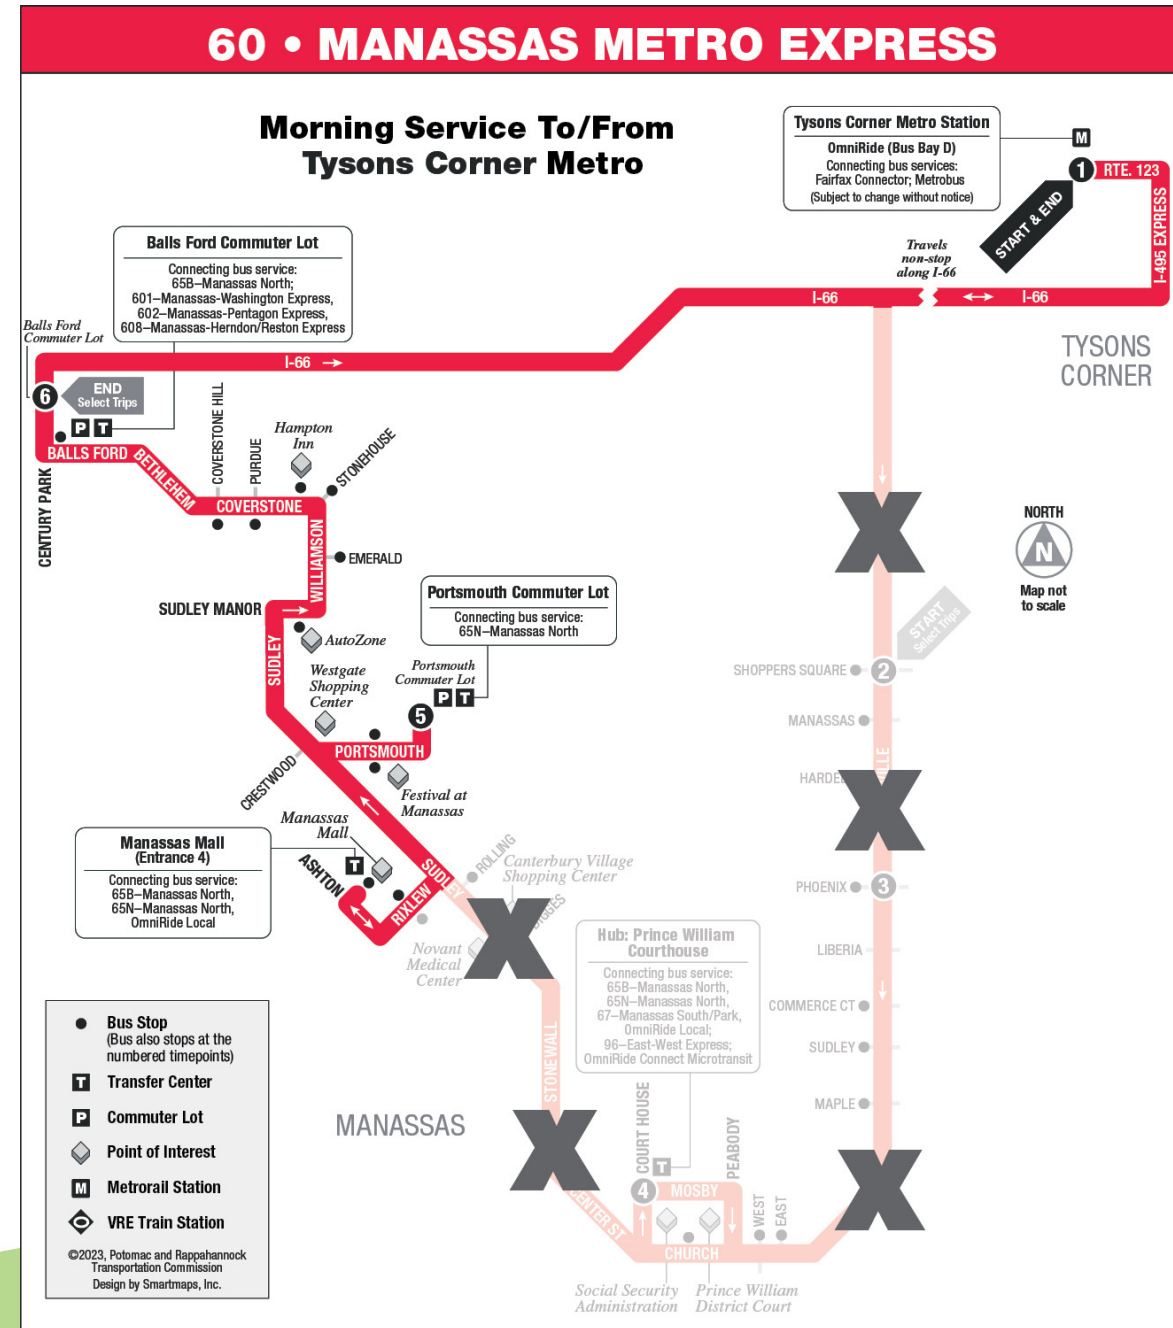 60 • MANASSAS METRO EXPRESS
Morning Service To/From
Tysons Corner Metro
Tysons Corner Metro Station
OmniRide (Bus Bay D)
Connecting bus services:
Fairfax Connector; Metrobus
(Subject to change without notice)
M
1
RTE. 123
START & END
I-495 EXPRESS
Travels
non-stop
along I-66
I-66
I-66
TYSONS
CORNER
Balls Ford Commuter Lot
Connecting bus service:
65B–Manassas North;
601–Manassas-Washington Express,
602–Manassas-Pentagon Express,
608–Manassas-Herndon/Reston Express
Balls Ford
Commuter Lot
I-66
6
END
Select Trips
P T
BALLS FORD
CENTURY PARK
BETHLEHEM
COVERSTONE HILL
PURDUE
Hampton
Inn
STONEHOUSE
COVERSTONE
WILLIAMSON
EMERALD
SUDLEY MANOR
SUDLEY
AutoZone
Portsmouth Commuter Lot
Connecting bus service:
65N–Manassas North
Westgate
Shopping
Center
Portsmouth
Commuter Lot
P T
5
PORTSMOUTH
CRESTWOOD
Festival at
Manassas
Manassas
Mall
Manassas Mall
(Entrance 4)
Connecting bus service:
65B–Manassas North,
65N–Manassas North,
OmniRide Local
T
ASHTON
RIXLEW
SUDLEY
ROLLING
Canterbury Village
Shopping Center
Novant
Medical
Center
NORTH
N
Map not
to scale
START
Select Trips
SHOPPERS SQUARE
2
MANASSAS
PHOENIX
3
LIBERIA
COMMERCE CT
SUDLEY
MAPLE
Hub: Prince William
Courthouse
Connecting bus service:
65B–Manassas North,
65N–Manassas North,
67–Manassas South/Park,
OmniRide Local;
96–East-West Express;
OmniRide Connect Microtransit
STONEWALL
MANASSAS
COURT HOUSE
T
PEABODY
4
MOSBY
CENTER ST
CHURCH
WEST
EAST
Social Security
Administration
Prince William
District Court
Bus Stop
(Bus also stops at the
numbered timepoints)
T Transfer Center
P Commuter Lot
Point of Interest
M Metrorail Station
VRE Train Station
©2023, Potomac and Rappahannock
Transportation Commission
Design by Smartmaps, Inc.